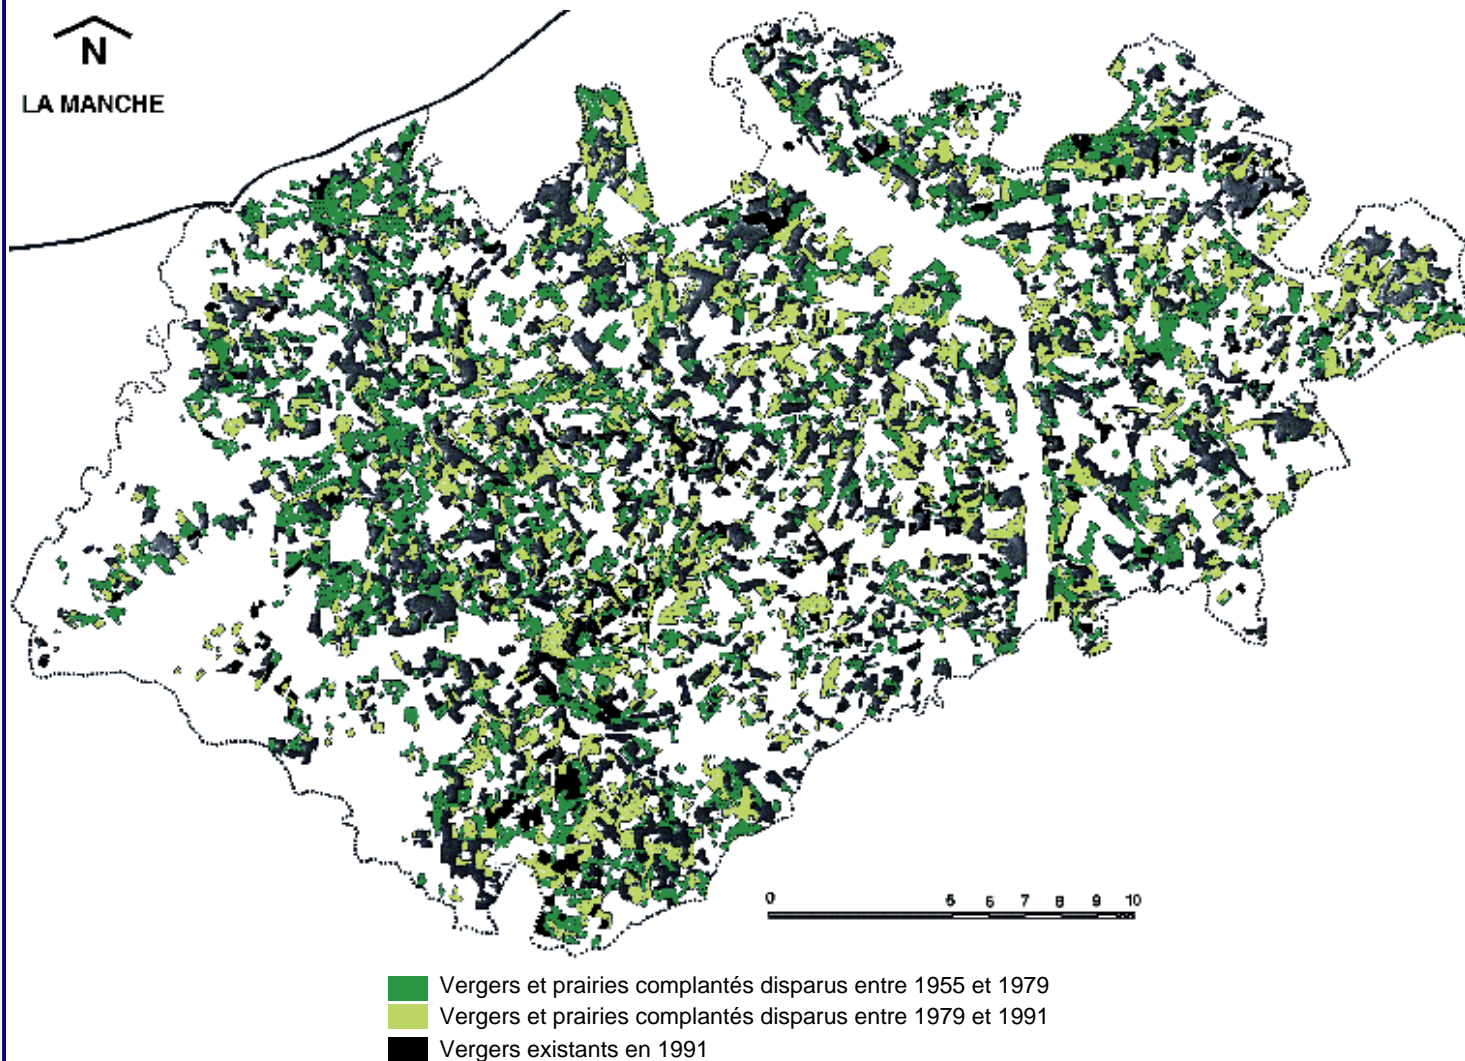 N
LA MANCHE
0 5 6 7 8 9 10
Vergers et prairies complantés disparus entre 1955 et 1979
Vergers et prairies complantés disparus entre 1979 et 1991
Vergers existants en 1991